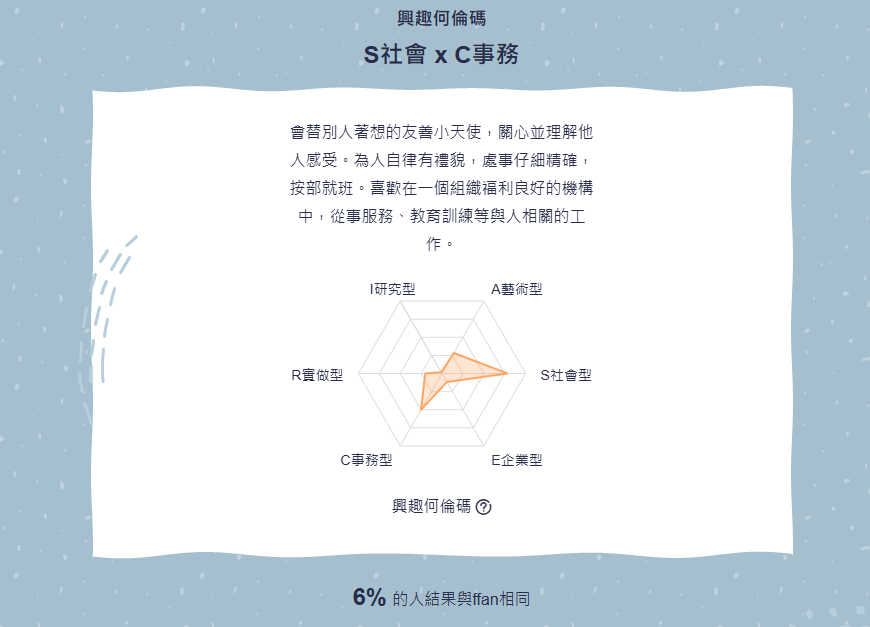 興趣何倫碼
S社會 x C事務
會替別人著想的友善小天使，關心並理解他
人感受。為人自律有禮貌，處事仔細精確，
按部就班。喜歡在一個組織福利良好的機構
中，從事服務、教育訓練等與人相關的工
作。
I研究型 A藝術型
R實做型 S社會型
C事務型 E企業型
興趣何倫碼 ?
6% 的人結果與ffan相同